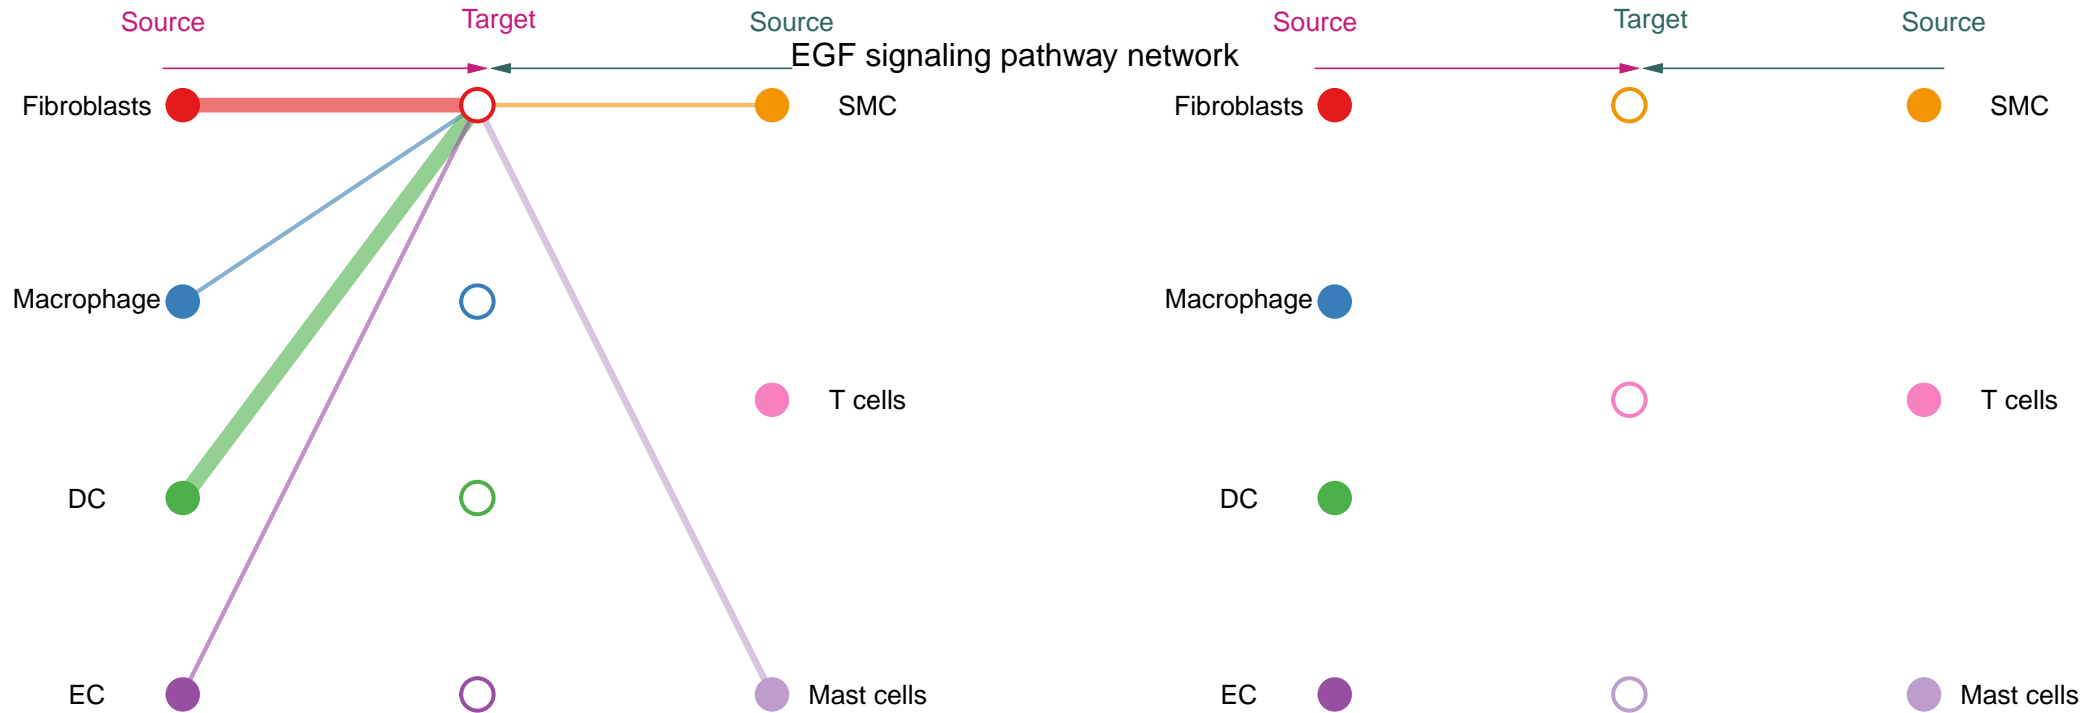 Source Target Source Source Target Source
EGF signaling pathway network
Fibroblasts SMC Fibroblasts SMC
Macrophage Macrophage
T cells T cells
DC DC
EC Mast cells EC Mast cells